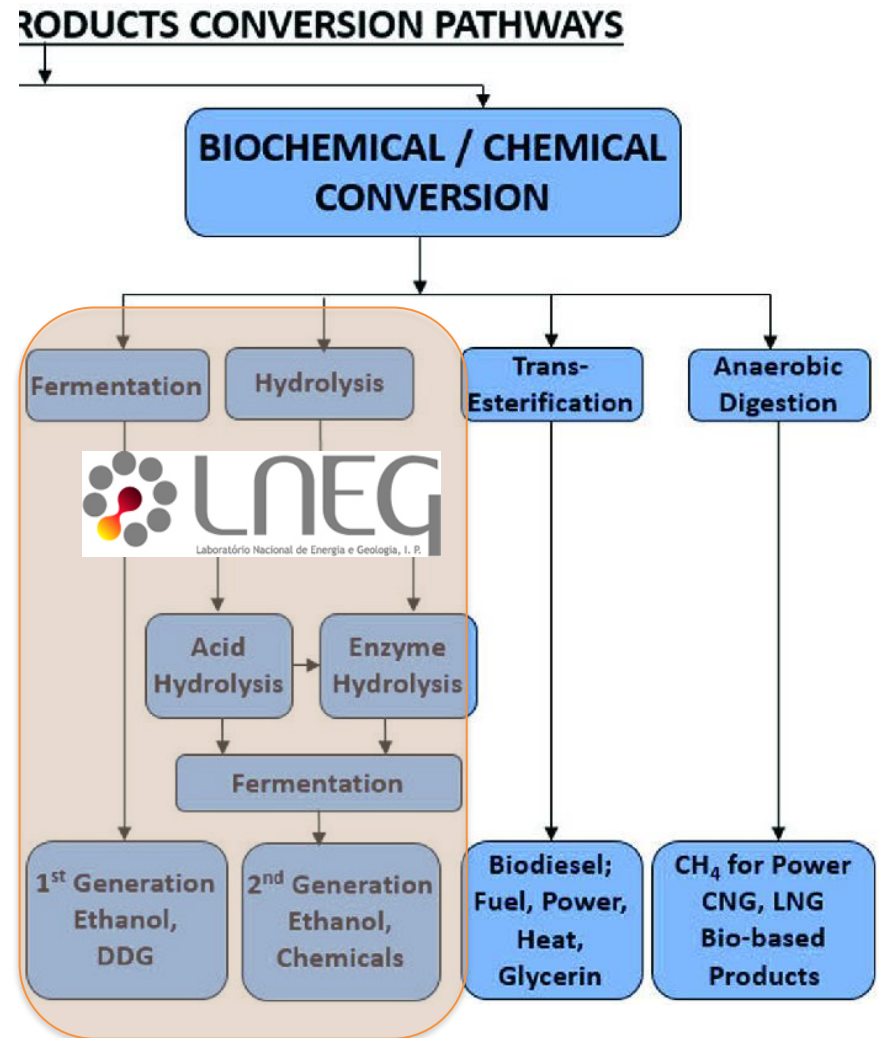 RODUCTS CONVERSION PATHWAYS
BIOCHEMICAL / CHEMICAL
CONVERSION
Fermentation
Hydrolysis
Trans-
Esterification
Anaerobic
Digestion
LNEG
Laboratório Nacional de Energia e Geologia, I. P.
Acid
Hydrolysis
Enzyme
Hydrolysis
Fermentation
1st Generation
Ethanol,
DDG
2nd Generation
Ethanol,
Chemicals
Biodiesel;
Fuel, Power,
Heat,
Glycerin
CH4 for Power
CNG, LNG
Bio-based
Products